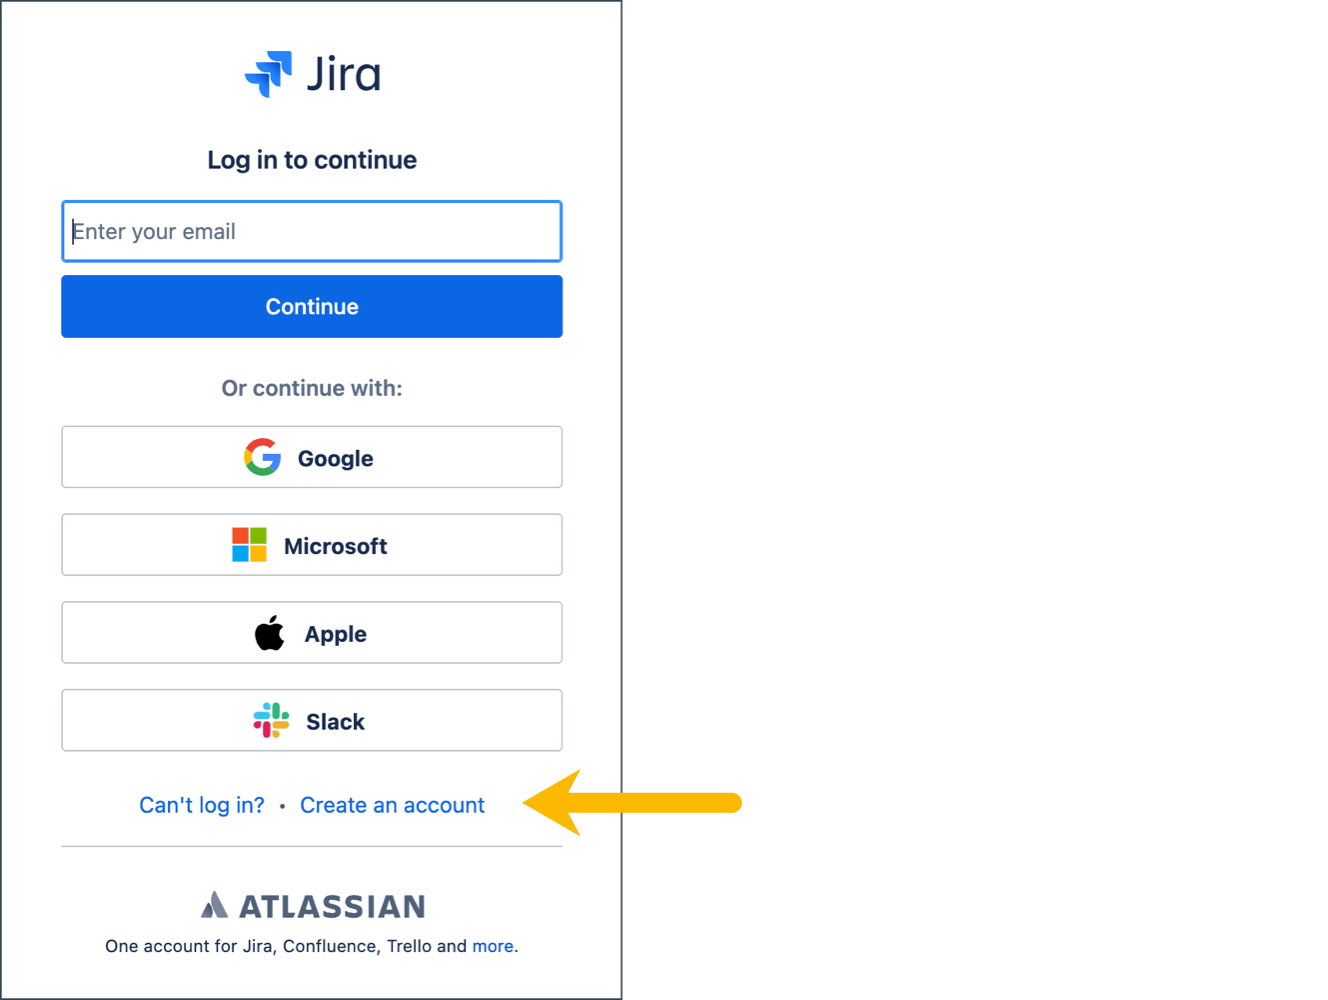 Jira
Log in to continue
Enter your email
Continue
Or continue with:
Google
Microsoft
Apple
Slack
Can't log in? • Create an account
ATLASSIAN
One account for Jira, Confluence, Trello and more.